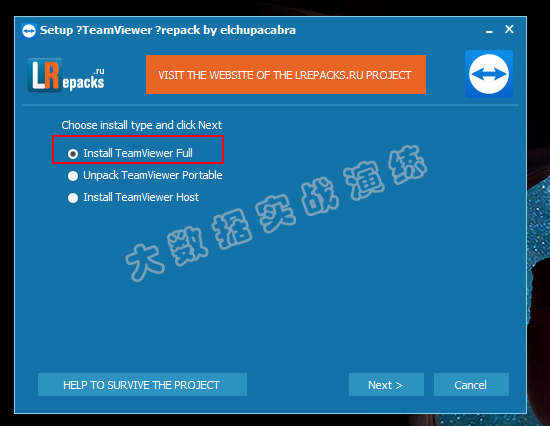 Setup ?TeamViewer ?repack by elchupacabra
LRepacks.ru
VISIT THE WEBSITE OF THE LREPACKS.RU PROJECT
Choose install type and click Next
Install TeamViewer Full
Unpack TeamViewer Portable
Install TeamViewer Host
大数据实战演练
HELP TO SURVIVE THE PROJECT
Next >
Cancel